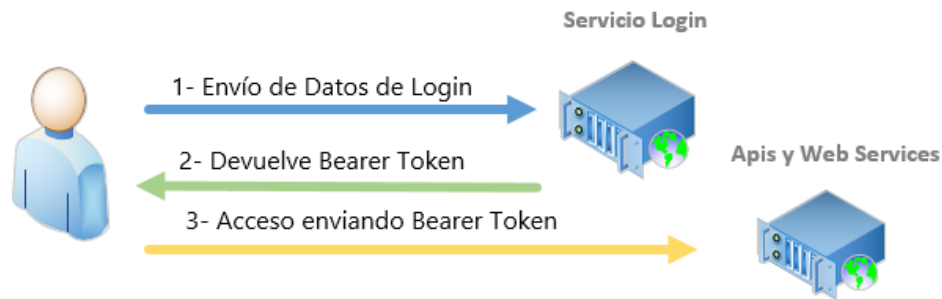 Servicio Login
1- Envío de Datos de Login
2- Devuelve Bearer Token
Apis y Web Services
3- Acceso enviando Bearer Token